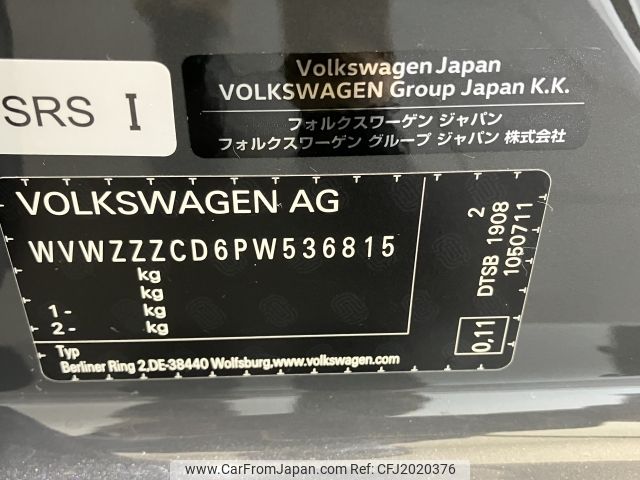 SRS I
Volkswagen Japan
VOLKSWAGEN Group Japan K.K.
フォルクスワーゲン ジャパン
フォルクスワーゲン グループ ジャパン 株式会社
VOLKSWAGEN AG
WVWZZZCD6PW536815
kg
kg
1- kg
2- kg
Typ
Berliner Ring 2,DE-38440 Wolfsburg,www.volkswagen.com
2
DTSB 1908
1050711
0.11
www.CarFromJapan.com Ref: CFJ2020376